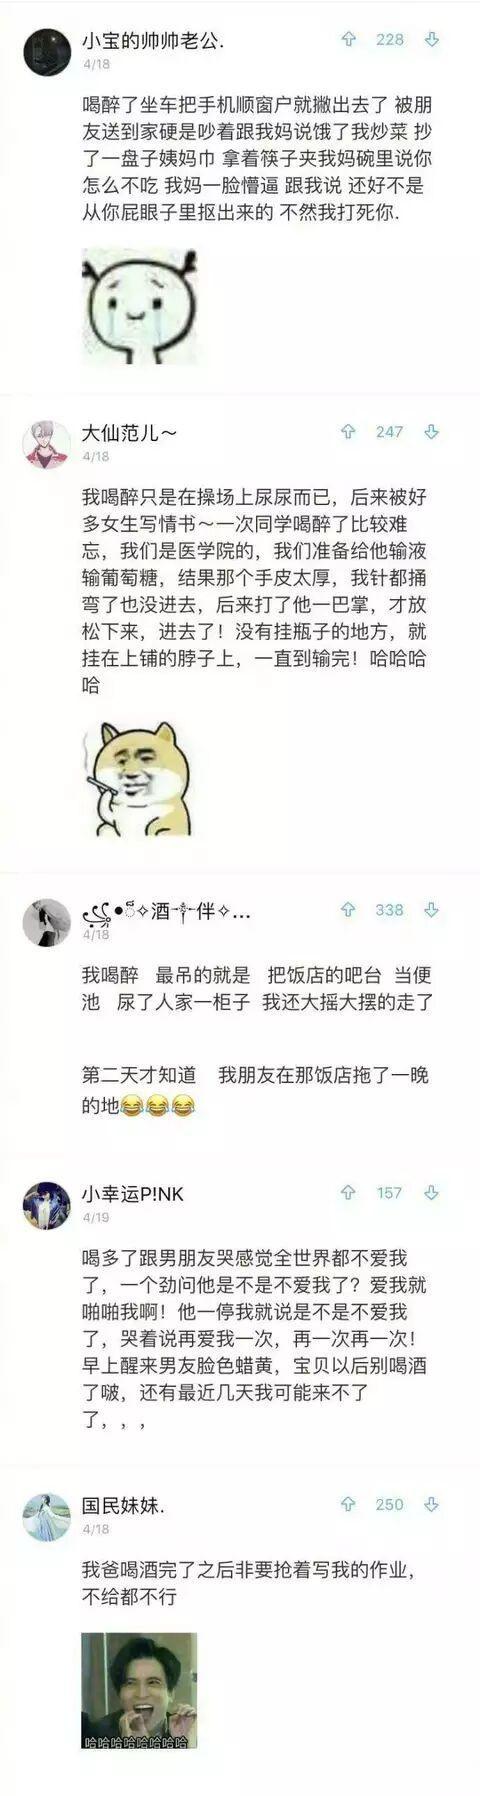 小宝的帅帅老公.
228
4/18
喝醉了坐车把手机顺窗户就撇出去了 被朋
友送到家硬是吵着跟我妈说饿了我炒菜 抄
了一盘子姨妈巾 拿着筷子夹我妈碗里说你
怎么不吃 我妈一脸懵逼 跟我说 还好不是
从你屁眼子里抠出来的 不然我打死你.
大仙范儿～
247
4/18
我喝醉只是在操场上尿尿而已，后来被好
多女生写情书～一次同学喝醉了比较难
忘，我们是医学院的，我们准备给他输液
输葡萄糖，结果那个手皮太厚，我针都捅
弯了也没进去，后来打了他一巴掌，才放
松下来，进去了！没有挂瓶子的地方，就
挂在上铺的脖子上，一直到输完！哈哈哈
哈
✧酒╰伴✧...
338
4/18
我喝醉 最吊的就是 把饭店的吧台 当便
池 尿了人家一柜子 我还大摇大摆的走了
第二天才知道 我朋友在那饭店拖了一晚
的地😂😂😂
小幸运P!NK
157
4/19
喝多了跟男朋友哭感觉全世界都不爱我
了，一个劲问他是不是不爱我了？爱我就
啪啪我啊！他一停我就说是不是不爱我
了，哭着说再爱我一次，再一次再一次！
早上醒来男友脸色蜡黄，宝贝以后别喝酒
了啵，还有最近几天我可能来不了
了，，，
国民妹妹.
250
4/18
我爸喝酒完了之后非要抢着写我的作业，
不给都不行
哈哈哈哈哈哈哈哈